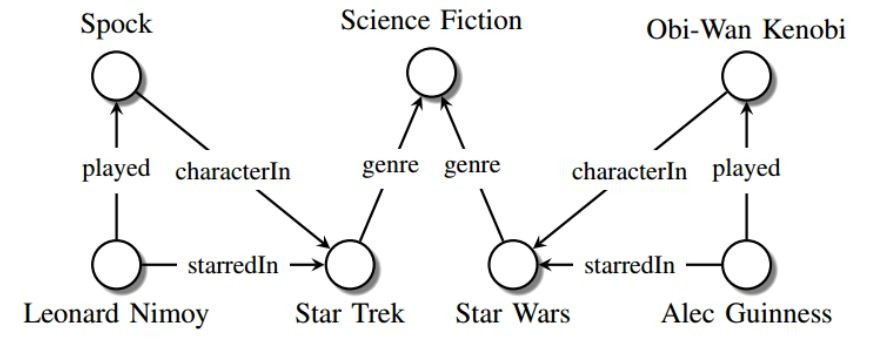 Spock
Science Fiction
Obi-Wan Kenobi
played
characterIn
genre
genre
characterIn
played
starredIn
starredIn
Leonard Nimoy
Star Trek
Star Wars
Alec Guinness